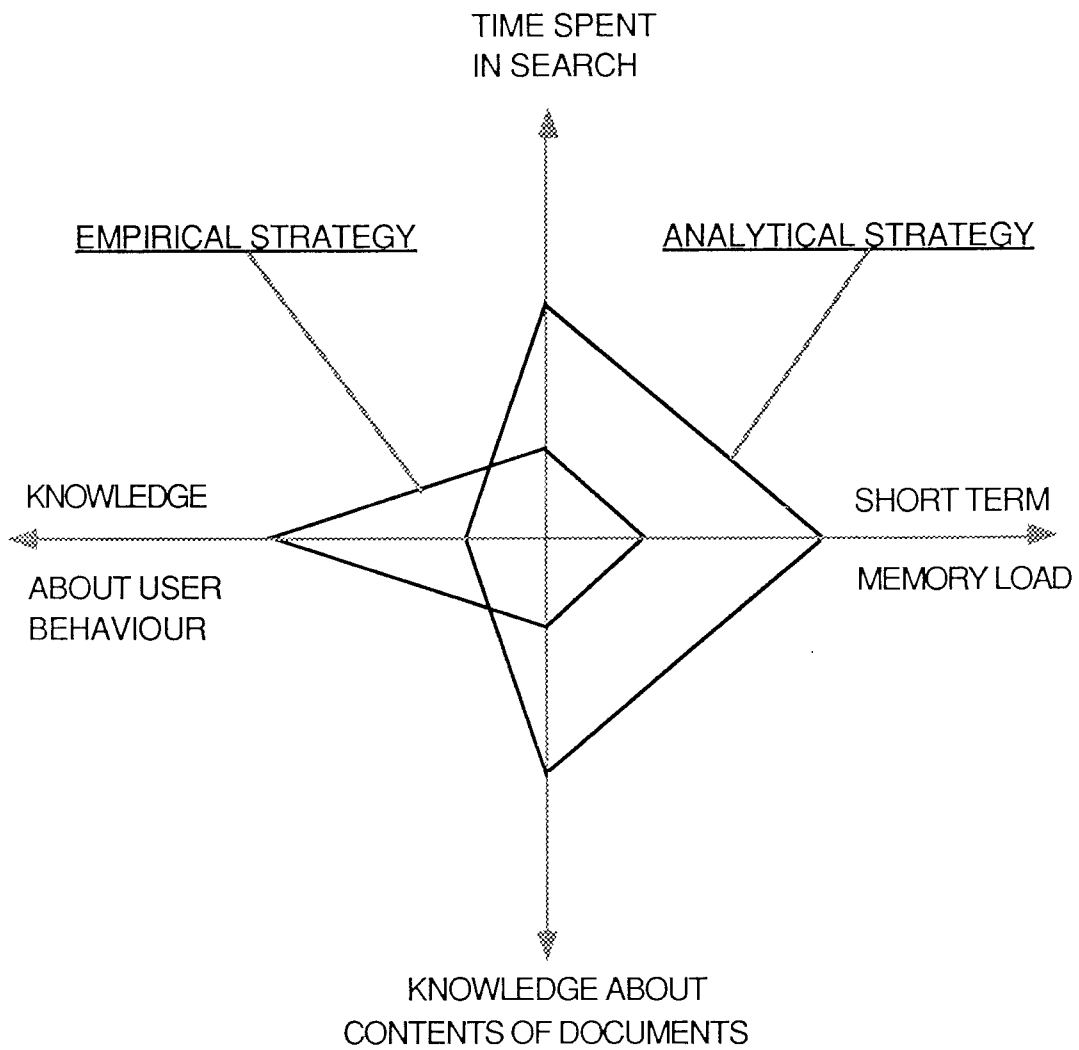 TIME SPENT
IN SEARCH
EMPIRICAL STRATEGY
ANALYTICAL STRATEGY
KNOWLEDGE
ABOUT USER
BEHAVIOUR
SHORT TERM
MEMORY LOAD
KNOWLEDGE ABOUT
CONTENTS OF DOCUMENTS